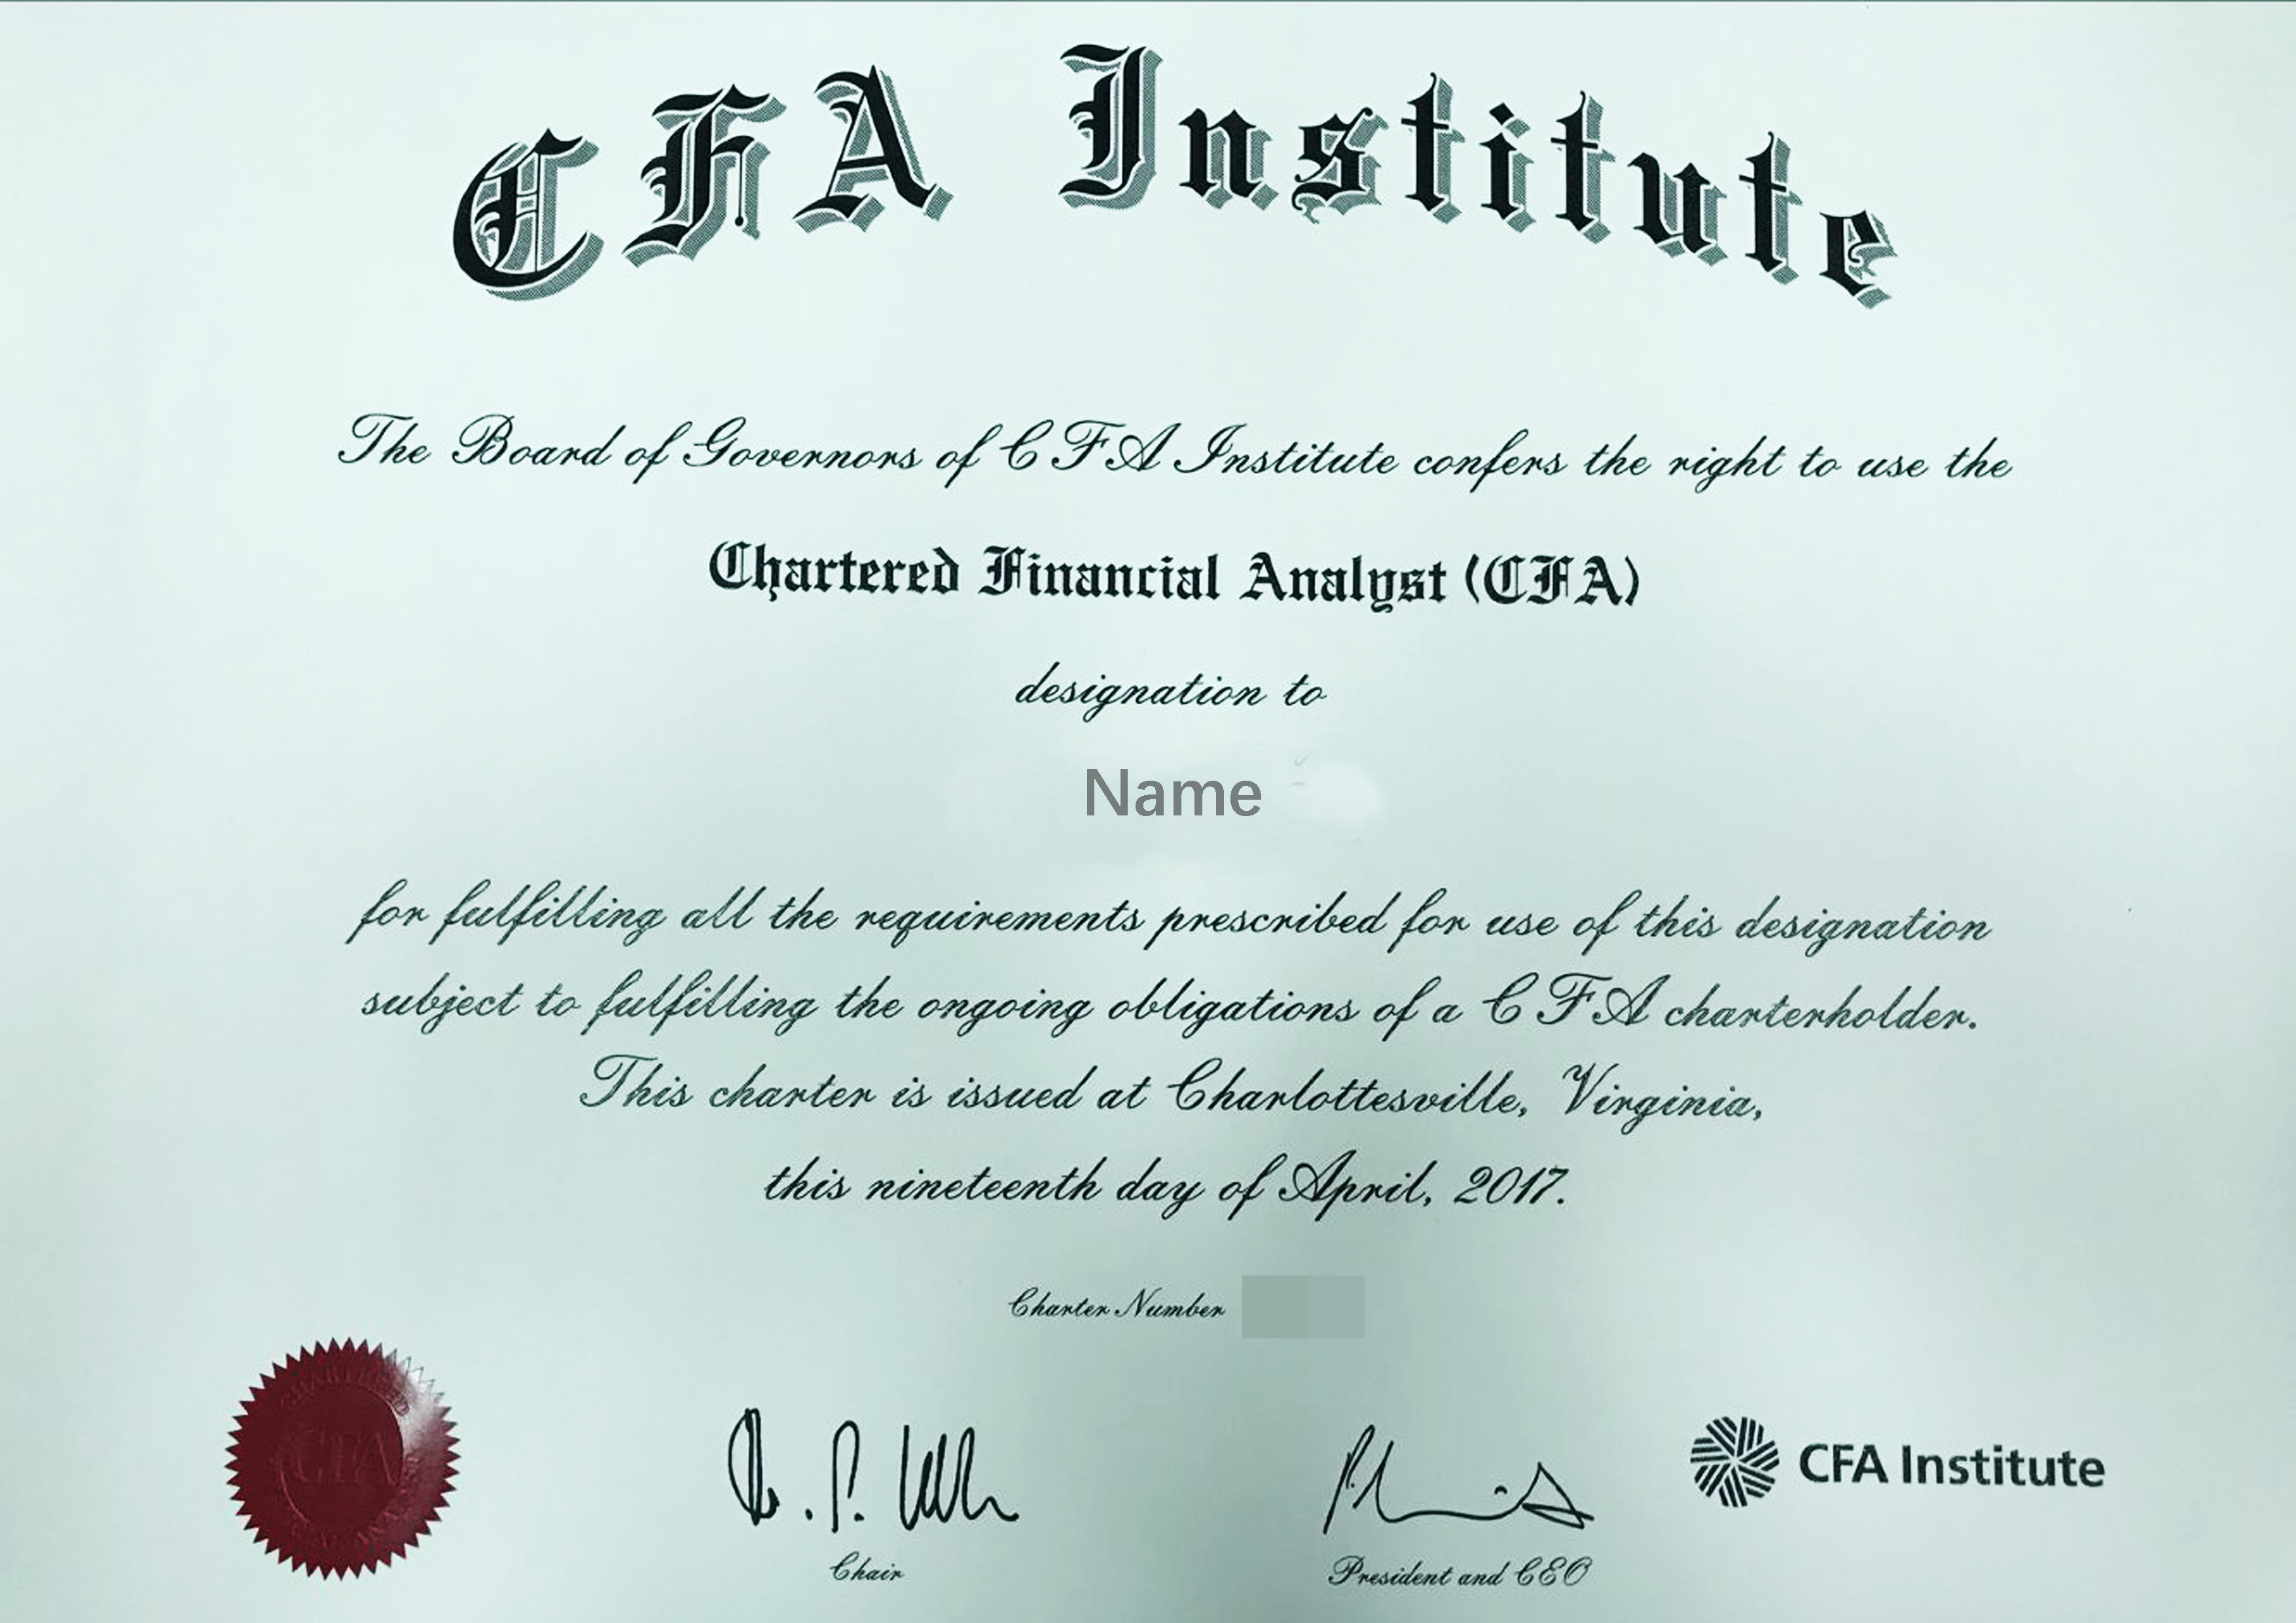 CFA Institute
The Board of Governors of CFA Institute confers the right to use the
Chartered Financial Analyst (CFA)
designation to
Name
for fulfilling all the requirements prescribed for use of this designation
subject to fulfilling the ongoing obligations of a CFA charterholder.
This charter is issued at Charlottesville, Virginia,
this nineteenth day of April, 2017.
Charter Number
CHARTERED
CFA
CFA Institute
Chair
President and CEO